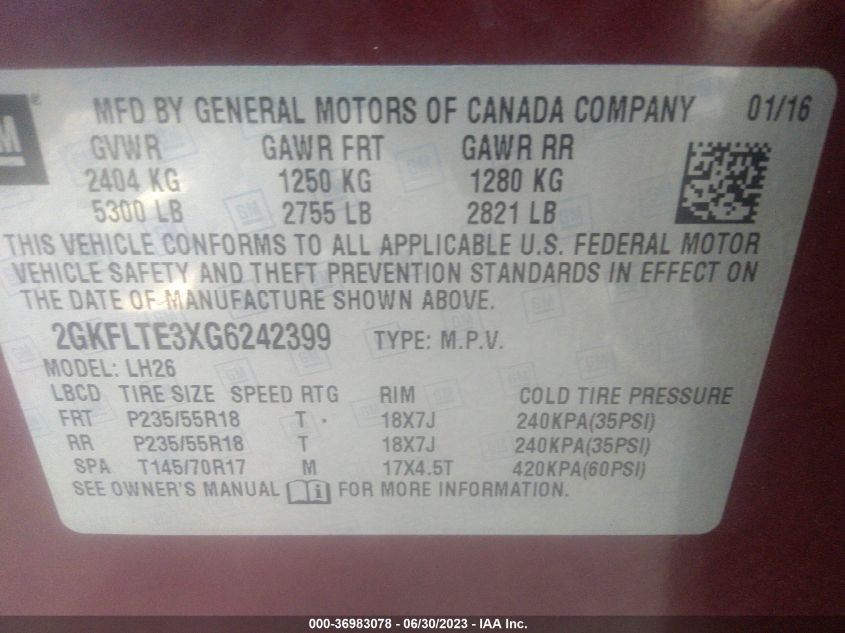 MFD BY GENERAL MOTORS OF CANADA COMPANY 01/16
GVWR GAWR FRT GAWR RR
2404 KG 1250 KG 1280 KG
5300 LB 2755 LB 2821 LB
THIS VEHICLE CONFORMS TO ALL APPLICABLE U.S. FEDERAL MOTOR
VEHICLE SAFETY AND THEFT PREVENTION STANDARDS IN EFFECT ON
THE DATE OF MANUFACTURE SHOWN ABOVE.
2GKFLTE3XG6242399 TYPE: M.P.V.
MODEL: LH26
LBCD TIRE SIZE SPEED RTG RIM COLD TIRE PRESSURE
FRT P235/55R18 T 18X7J 240KPA(35PSI)
RR P235/55R18 T 18X7J 240KPA(35PSI)
SPA T145/70R17 M 17X4.5T 420KPA(60PSI)
SEE OWNER'S MANUAL i FOR MORE INFORMATION.
000-36983078 - 06/30/2023 - IAA Inc.